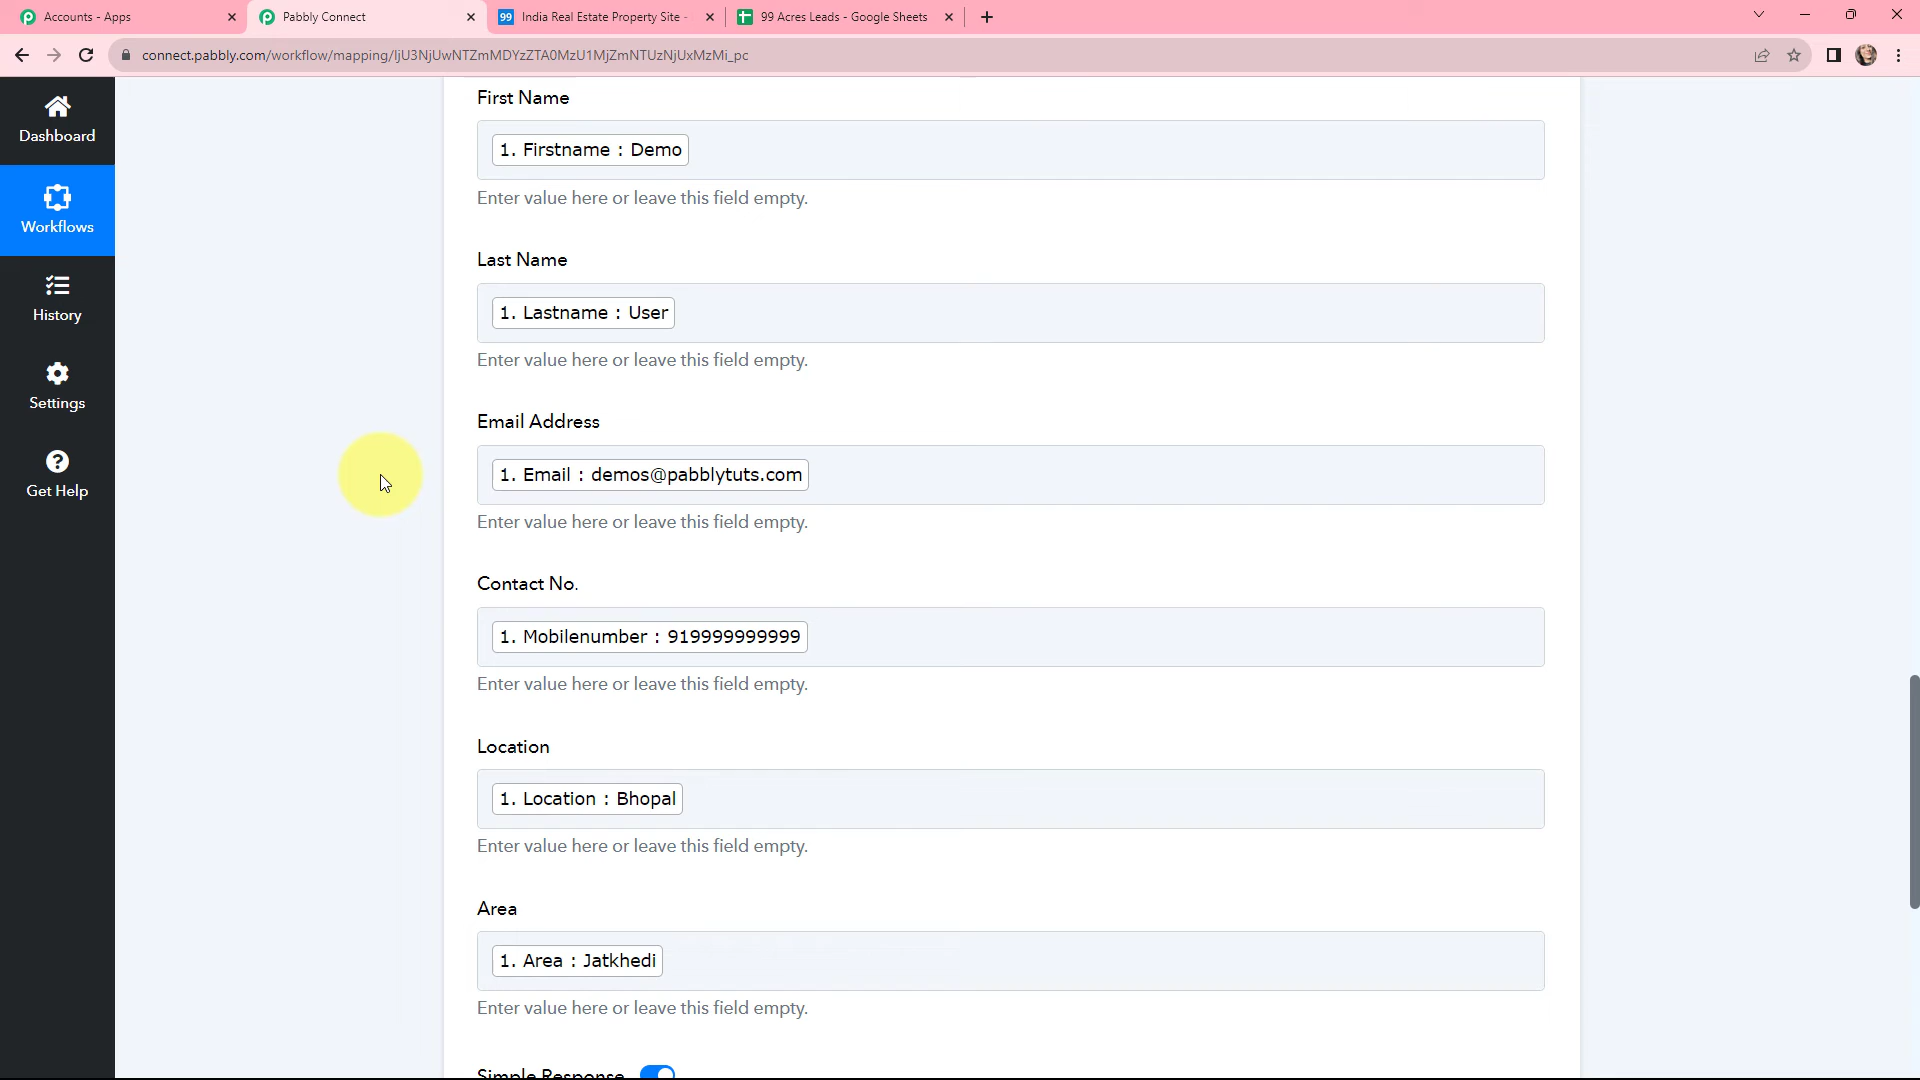 Accounts - Apps
Pabbly Connect
99 India Real Estate Property Site -
99 Acres Leads - Google Sheets
connect.pabbly.com/workflow/mapping/IjU3NjUwNTZmMDYzZTA0MzU1MjZmNTUzNjUxMzMi_pc
Dashboard
Workflows
History
Settings
Get Help
First Name
1. Firstname : Demo
Enter value here or leave this field empty.
Last Name
1. Lastname : User
Enter value here or leave this field empty.
Email Address
1. Email : demos@pabblytuts.com
Enter value here or leave this field empty.
Contact No.
1. Mobilenumber : 919999999999
Enter value here or leave this field empty.
Location
1. Location : Bhopal
Enter value here or leave this field empty.
Area
1. Area : Jatkhedi
Enter value here or leave this field empty.
Simple Response